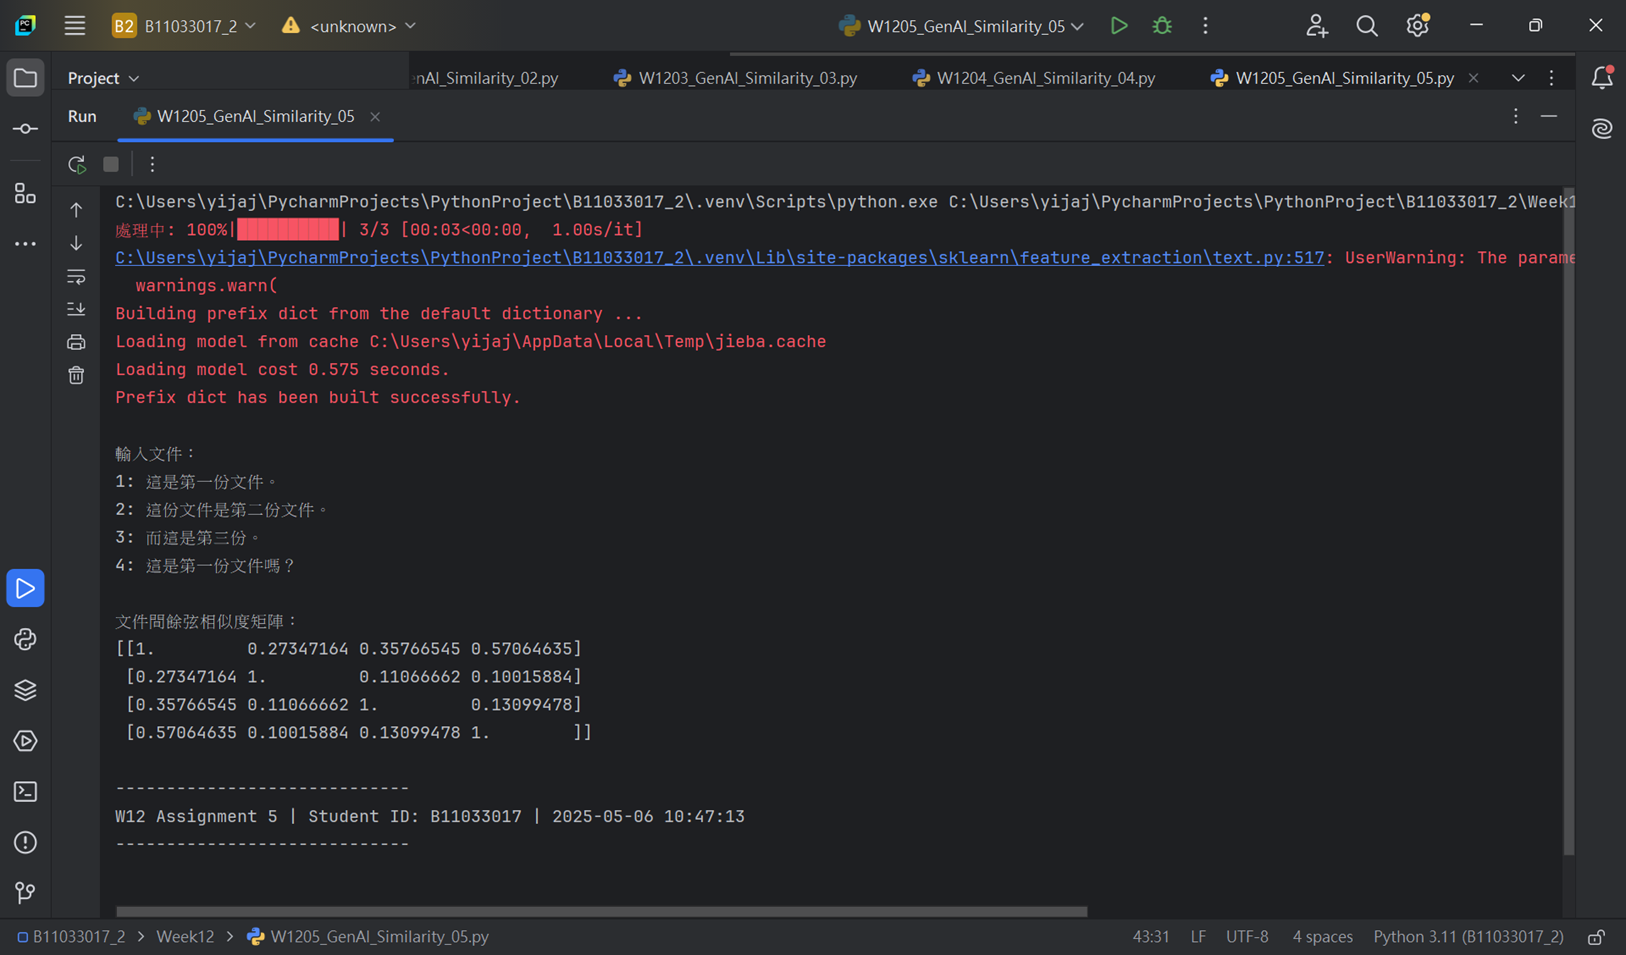 B2 B11033017_2 <unknown> W1205_GenAI_Similarity_05
Project enAI_Similarity_02.py W1203_GenAI_Similarity_03.py W1204_GenAI_Similarity_04.py W1205_GenAI_Similarity_05.py
Run W1205_GenAI_Similarity_05
C:\Users\yijaj\PycharmProjects\PythonProject\B11033017_2\.venv\Scripts\python.exe C:\Users\yijaj\PycharmProjects\PythonProject\B11033017_2\Week1
處理中: 100%|██████████| 3/3 [00:03<00:00,  1.00s/it]
C:\Users\yijaj\PycharmProjects\PythonProject\B11033017_2\.venv\Lib\site-packages\sklearn\feature_extraction\text.py:517: UserWarning: The parame
  warnings.warn(
Building prefix dict from the default dictionary ...
Loading model from cache C:\Users\yijaj\AppData\Local\Temp\jieba.cache
Loading model cost 0.575 seconds.
Prefix dict has been built successfully.
輸入文件：
1: 這是第一份文件。
2: 這份文件是第二份文件。
3: 而這是第三份。
4: 這是第一份文件嗎？
文件間餘弦相似度矩陣：
[[1.         0.27347164 0.35766545 0.57064635]
 [0.27347164 1.         0.11066662 0.10015884]
 [0.35766545 0.11066662 1.         0.13099478]
 [0.57064635 0.10015884 0.13099478 1.        ]]
-----------------------------
W12 Assignment 5 | Student ID: B11033017 | 2025-05-06 10:47:13
-----------------------------
B11033017_2 > Week12 > W1205_GenAI_Similarity_05.py 43:31 LF UTF-8 4 spaces Python 3.11 (B11033017_2)